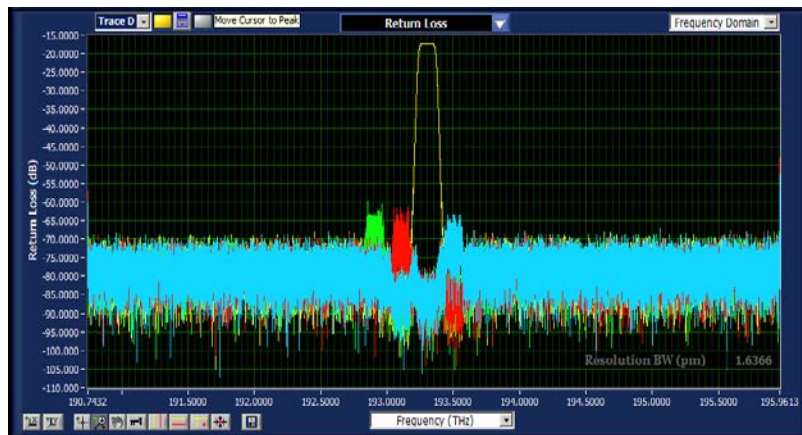 Trace D
Move Cursor to Peak
Return Loss
Frequency Domain
-15.0000
-20.0000
-25.0000
-30.0000
-35.0000
-40.0000
-45.0000
-50.0000
-55.0000
-60.0000
-65.0000
-70.0000
-75.0000
-80.0000
-85.0000
-90.0000
-95.0000
-100.000
-105.000
-110.000
Return Loss (dB)
Resolution BW (pm) 1.6366
190.7432 191.5000 192.0000 192.5000 193.0000 193.5000 194.0000 194.5000 195.0000 195.5000 195.9613
Frequency (THz)